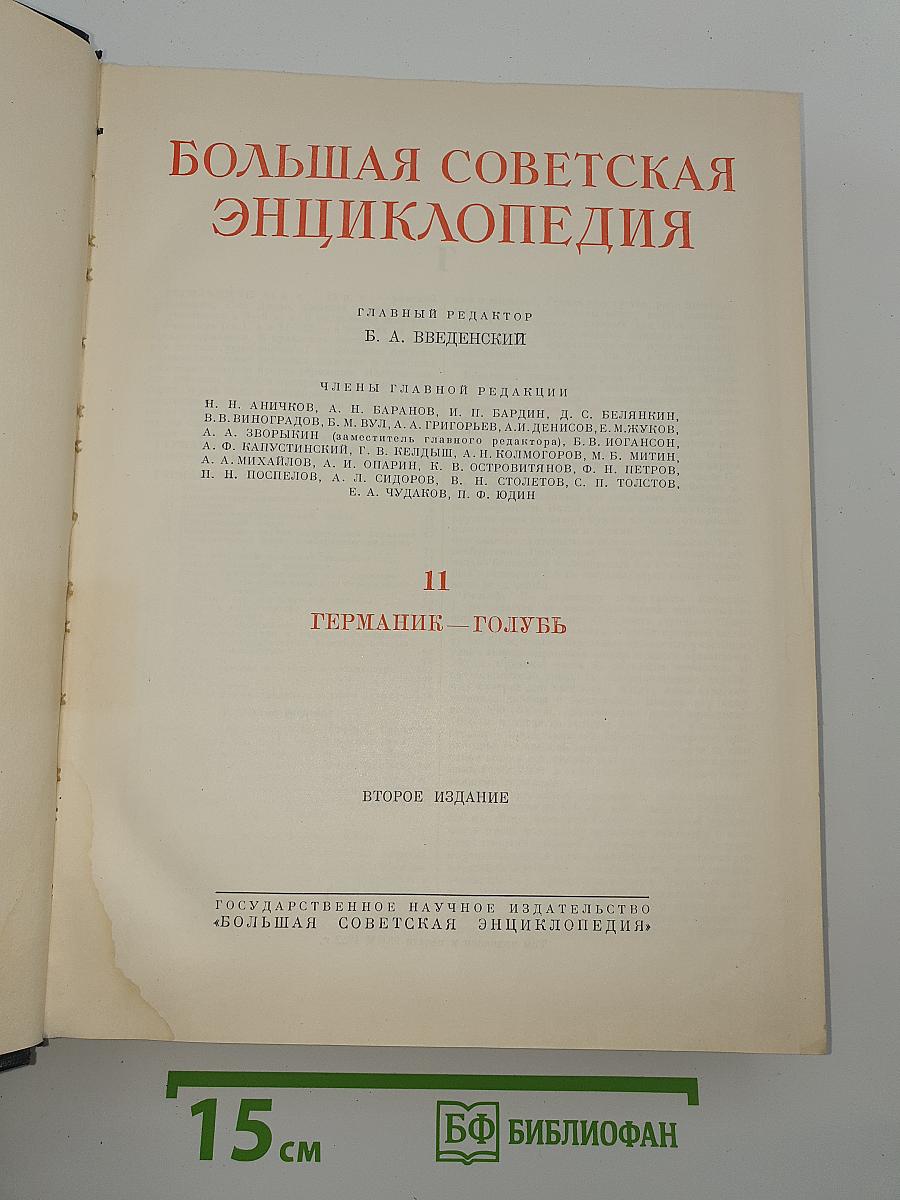 БОЛЬШАЯ СОВЕТСКАЯ
ЭНЦИКЛОПЕДИЯ
ГЛАВНЫЙ РЕДАКТОР
Б. А. ВВЕДЕНСКИЙ
ЧЛЕНЫ ГЛАВНОЙ РЕДАКЦИИ
Н. Н. АНИЧКОВ, А. Н. БАРАНОВ, И. П. БАРДИН, Д. С. БЕЛЯНКИН,
В. В. ВИНОГРАДОВ, Б. М. ВУЛ, А. А. ГРИГОРЬЕВ, А. И. ДЕНИСОВ, Е. М. ЖУКОВ,
А. А. ЗВОРЫКИН (заместитель главного редактора), Б. В. ИОГАНСОН,
А. Ф. КАПУСТИНСКИЙ, Г. В. КЕЛДЫШ, А. Н. КОЛМОГОРОВ, М. Б. МИТИН,
А. А. МИХАЙЛОВ, А. И. ОПАРИН, К. В. ОСТРОВИТЯНОВ, Ф. Н. ПЕТРОВ,
П. Н. ПОСПЕЛОВ, А. Л. СИДОРОВ, В. Н. СТОЛЕТОВ, С. П. ТОЛСТОВ,
Е. А. ЧУДАКОВ, П. Ф. ЮДИН
11
ГЕРМАНИК—ГОЛУБЬ
ВТОРОЕ ИЗДАНИЕ
ГОСУДАРСТВЕННОЕ НАУЧНОЕ ИЗДАТЕЛЬСТВО
«БОЛЬШАЯ СОВЕТСКАЯ ЭНЦИКЛОПЕДИЯ»
15 см
БФ БИБЛИОФАН